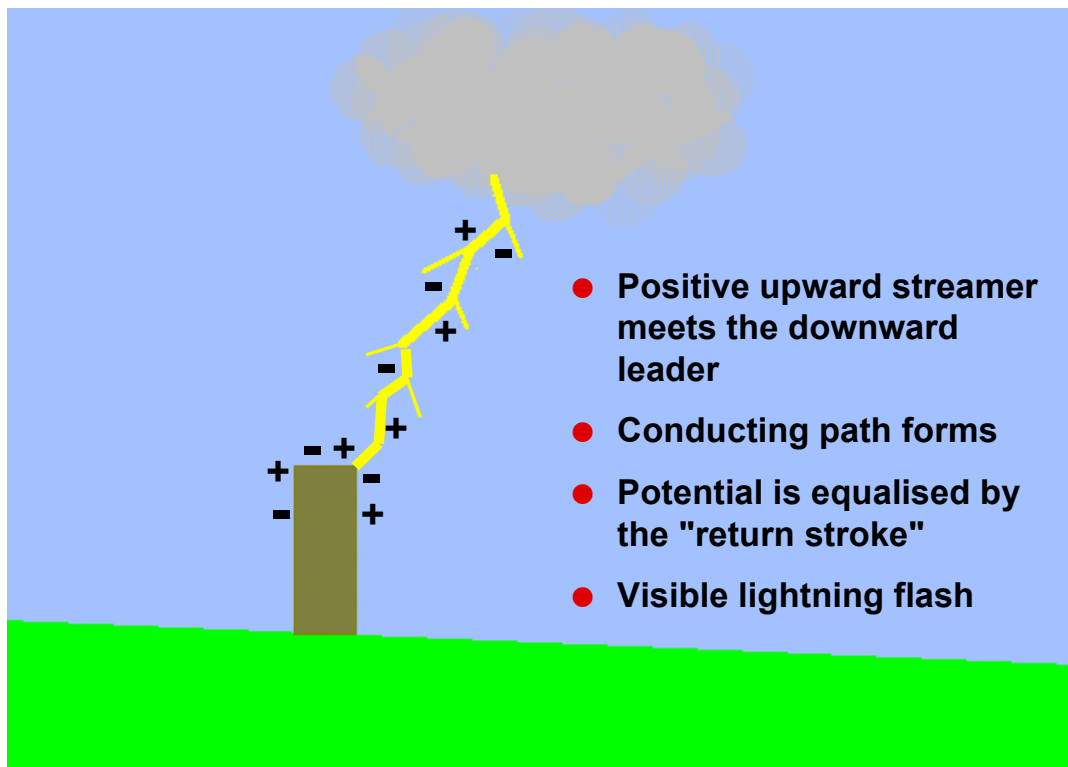 +
-
-
+
-
+
- + +
+ -
- +
● Positive upward streamer
meets the downward
leader
● Conducting path forms
● Potential is equalised by
the "return stroke"
● Visible lightning flash